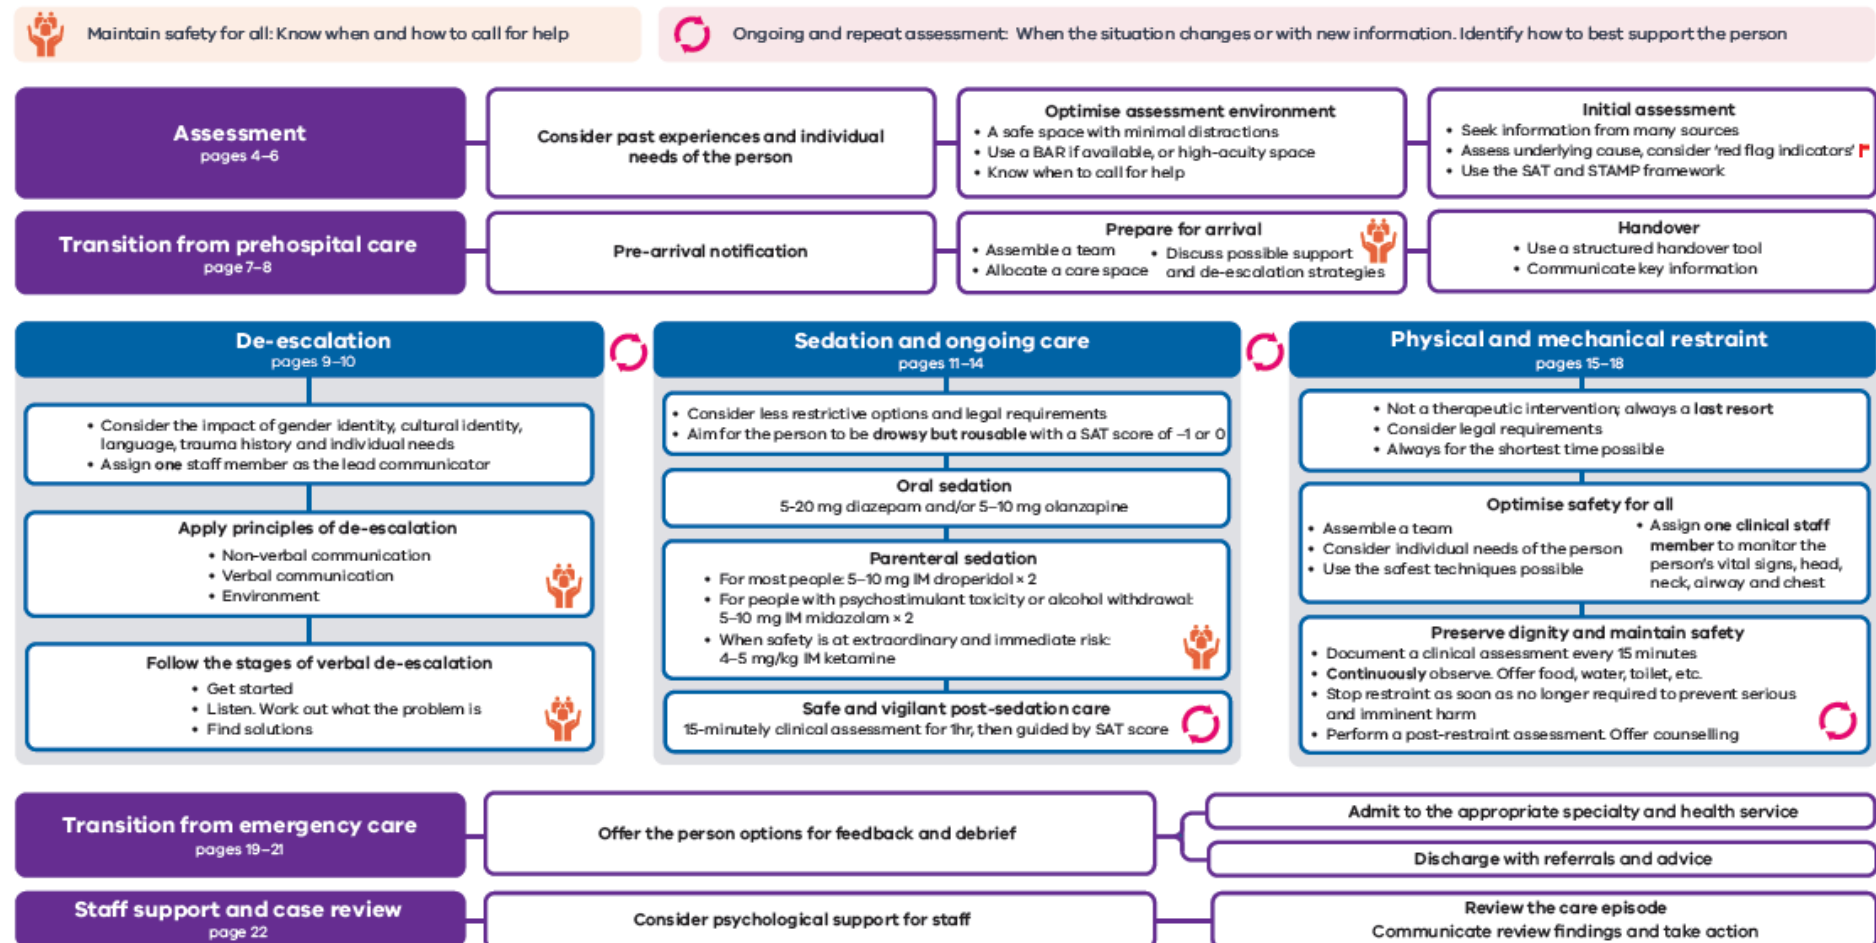 Maintain safety for all: Know when and how to call for help
Ongoing and repeat assessment: When the situation changes or with new information. Identify how to best support the person
Assessment
pages 4–6
Consider past experiences and individual
needs of the person
Optimise assessment environment
• A safe space with minimal distractions
• Use a BAR if available, or high-acuity space
• Know when to call for help
Initial assessment
• Seek information from many sources
• Assess underlying cause, consider ‘red flag indicators’
• Use the SAT and STAMP framework
Transition from prehospital care
page 7–8
Pre-arrival notification
Prepare for arrival
• Assemble a team
• Allocate a care space
• Discuss possible support
and de-escalation strategies
Handover
• Use a structured handover tool
• Communicate key information
De-escalation
pages 9–10
• Consider the impact of gender identity, cultural identity,
language, trauma history and individual needs
• Assign one staff member as the lead communicator
Apply principles of de-escalation
• Non-verbal communication
• Verbal communication
• Environment
Follow the stages of verbal de-escalation
• Get started
• Listen. Work out what the problem is
• Find solutions
Sedation and ongoing care
pages 11–14
• Consider less restrictive options and legal requirements
• Aim for the person to be drowsy but rousable with a SAT score of –1 or 0
Oral sedation
5-20 mg diazepam and/or 5–10 mg olanzapine
Parenteral sedation
• For most people: 5–10 mg IM droperidol × 2
• For people with psychostimulant toxicity or alcohol withdrawal:
5–10 mg IM midazolam × 2
• When safety is at extraordinary and immediate risk:
4–5 mg/kg IM ketamine
Safe and vigilant post-sedation care
15-minutely clinical assessment for 1hr, then guided by SAT score
Physical and mechanical restraint
pages 15–18
• Not a therapeutic intervention; always a last resort
• Consider legal requirements
• Always for the shortest time possible
Optimise safety for all
• Assemble a team
• Consider individual needs of the person
• Use the safest techniques possible
• Assign one clinical staff
member to monitor the
person's vital signs, head,
neck, airway and chest
Preserve dignity and maintain safety
• Document a clinical assessment every 15 minutes
• Continuously observe. Offer food, water, toilet, etc.
• Stop restraint as soon as no longer required to prevent serious
and imminent harm
• Perform a post-restraint assessment. Offer counselling
Transition from emergency care
pages 19–21
Offer the person options for feedback and debrief
Admit to the appropriate specialty and health service
Discharge with referrals and advice
Staff support and case review
page 22
Consider psychological support for staff
Review the care episode
Communicate review findings and take action